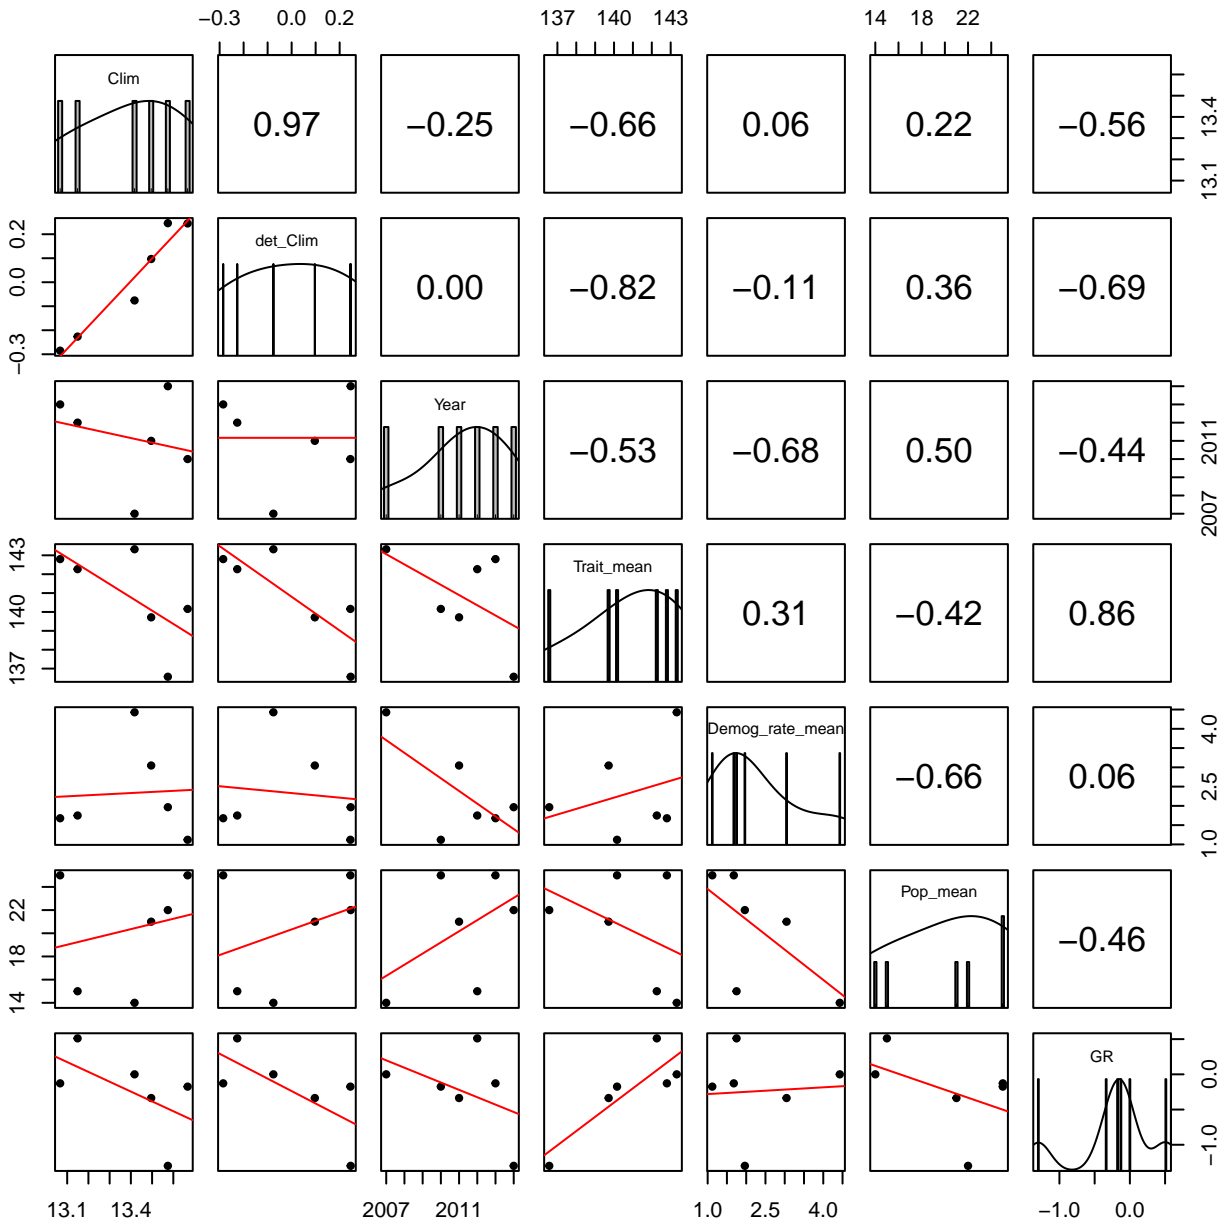 −0.3 0.0 0.2 137 140 143 14 18 22
Clim 0.97 −0.25 −0.66 0.06 0.22 −0.56 13.1 13.4
−0.3 0.0 0.2 det_Clim 0.00 −0.82 −0.11 0.36 −0.69
Year −0.53 −0.68 0.50 −0.44 2007 2011
137 140 143 Trait_mean 0.31 −0.42 0.86
Demog_rate_mean −0.66 0.06 1.0 2.5 4.0
14 18 22 Pop_mean −0.46
GR −1.0 0.0
13.1 13.4 2007 2011 1.0 2.5 4.0 −1.0 0.0